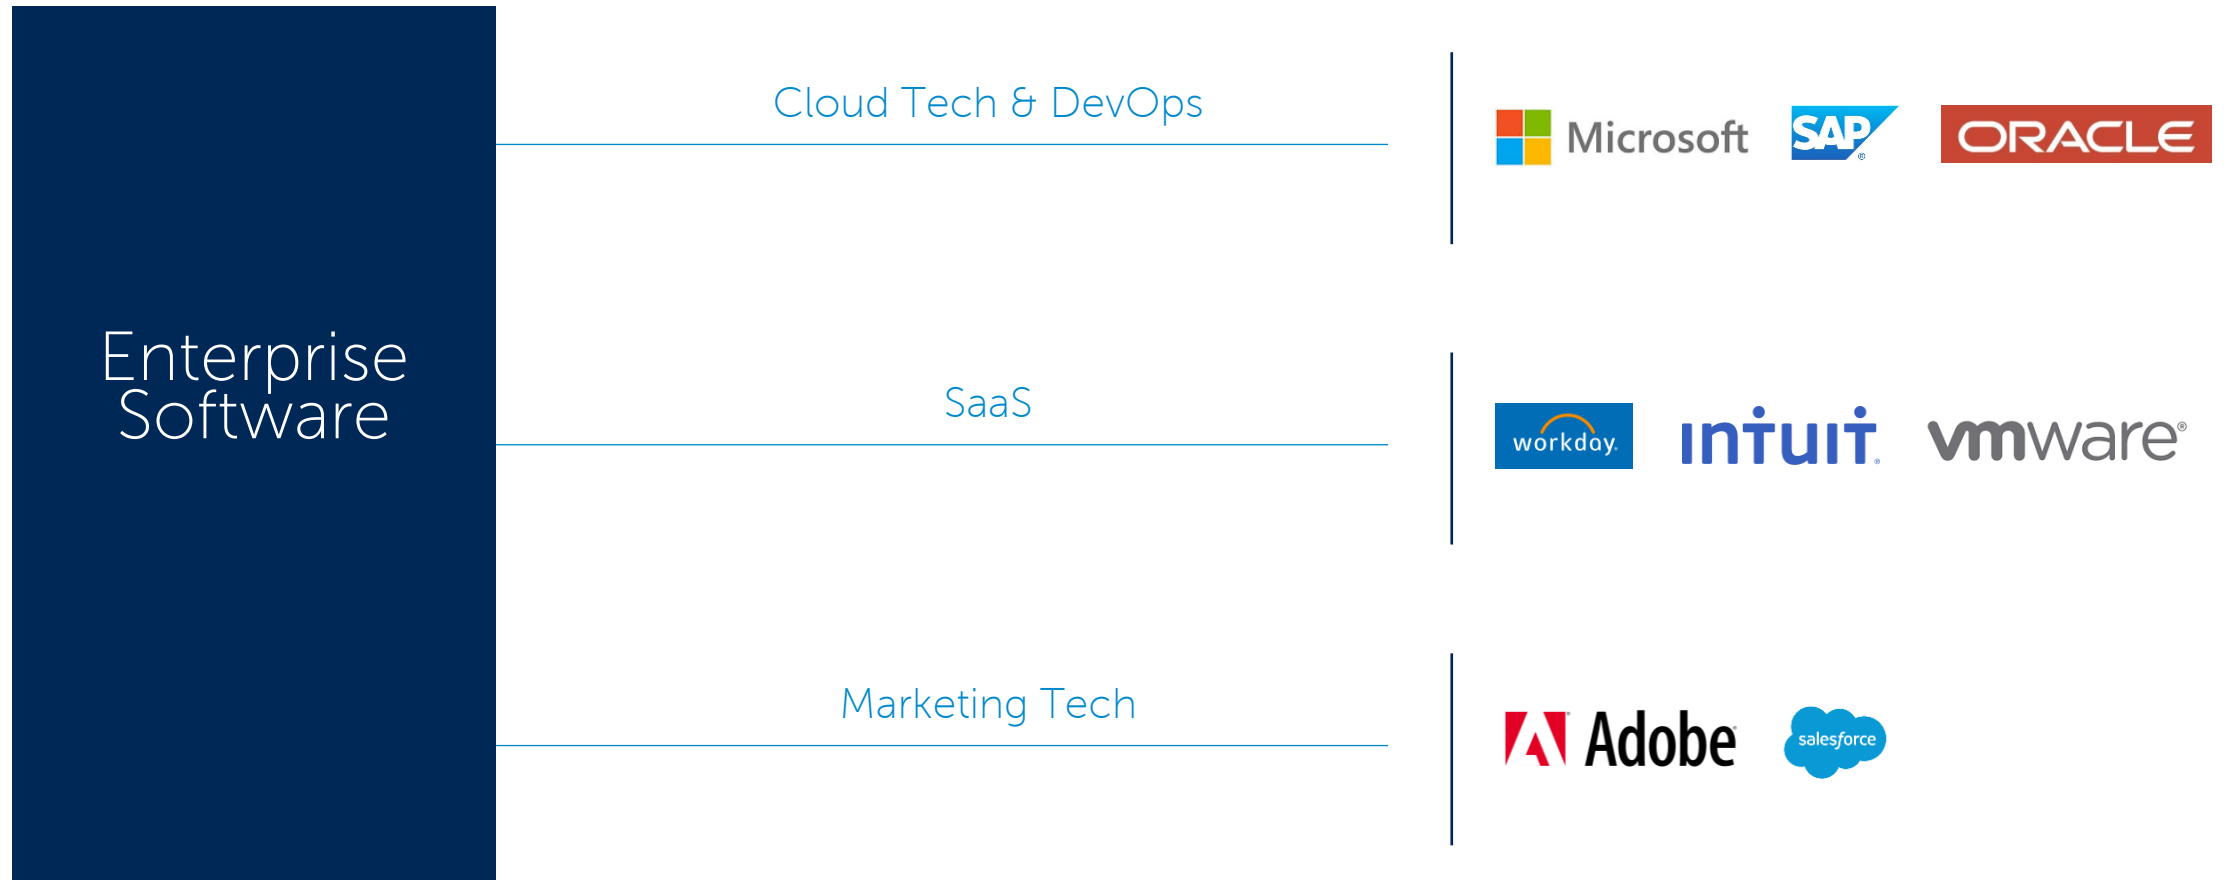 Enterprise
Software
Cloud Tech & DevOps
Microsoft SAP® ORACLE
SaaS
workday. intuit® vmware®
Marketing Tech
Adobe salesforce